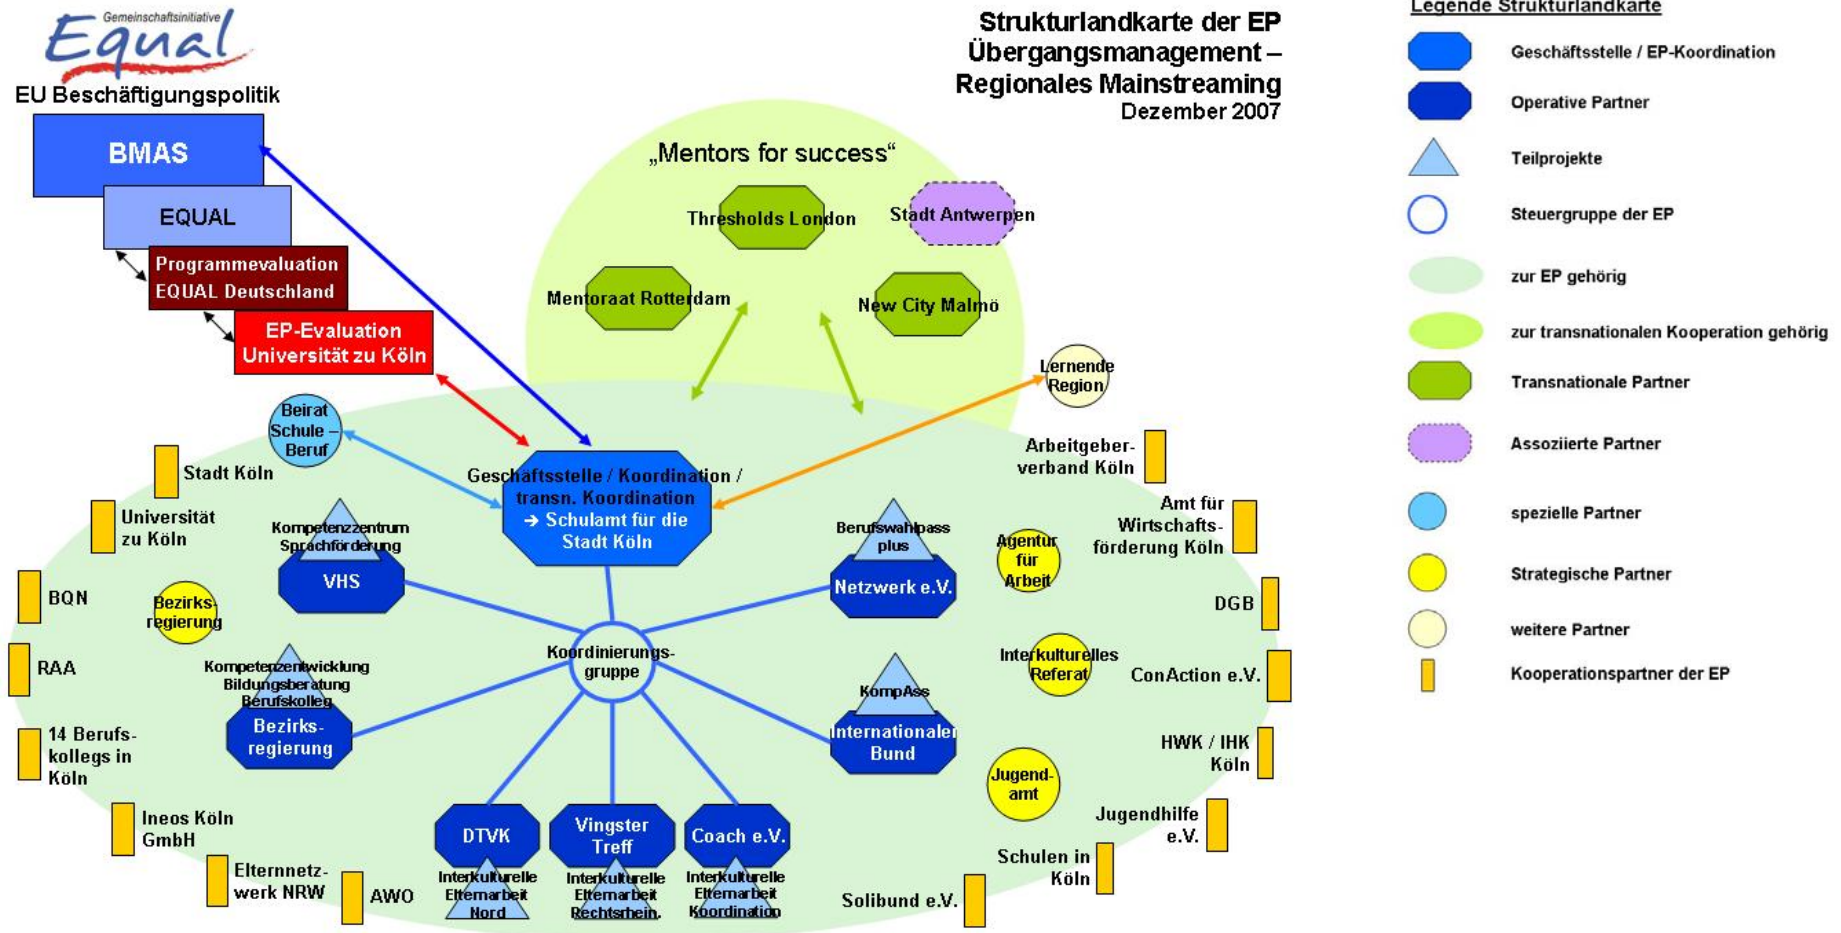 Gemeinschaftsinitiative
Equal
EU Beschäftigungspolitik
Strukturlandkarte der EP
Übergangsmanagement –
Regionales Mainstreaming
Dezember 2007
BMAS
EQUAL
Programmevaluation
EQUAL Deutschland
EP-Evaluation
Universität zu Köln
„Mentors for success“
Thresholds London
Stadt Antwerpen
Mentoraat Rotterdam
New City Malmö
Lernende
Region
Beirat
Schule –
Beruf
Geschäftsstelle / Koordination /
transn. Koordination
→ Schulamt für die
Stadt Köln
Stadt Köln
Universität
zu Köln
BQN
RAA
14 Berufs-
kollegs in
Köln
Ineos Köln
GmbH
Elternnetz-
werk NRW
AWO
Bezirks-
regierung
Kompetenzzentrum
Sprachförderung
VHS
Kompetenzentwicklung
Bildungsberatung
Berufskolleg
Bezirks-
regierung
Koordinierungs-
gruppe
DTVK
Interkulturelle
Elternarbeit
Nord
Vingster
Treff
Interkulturelle
Elternarbeit
Rechtsrhein.
Coach e.V.
Interkulturelle
Elternarbeit
Koordination
Berufswahlpass
plus
Netzwerk e.V.
KompAss
Internationaler
Bund
Agentur
für
Arbeit
Interkulturelles
Referat
Jugend-
amt
Arbeitgeber-
verband Köln
Amt für
Wirtschafts-
förderung Köln
DGB
ConAction e.V.
HWK / IHK
Köln
Jugendhilfe
e.V.
Schulen in
Köln
Solibund e.V.
Legende Strukturlandkarte
Geschäftsstelle / EP-Koordination
Operative Partner
Teilprojekte
Steuergruppe der EP
zur EP gehörig
zur transnationalen Kooperation gehörig
Transnationale Partner
Assoziierte Partner
spezielle Partner
Strategische Partner
weitere Partner
Kooperationspartner der EP